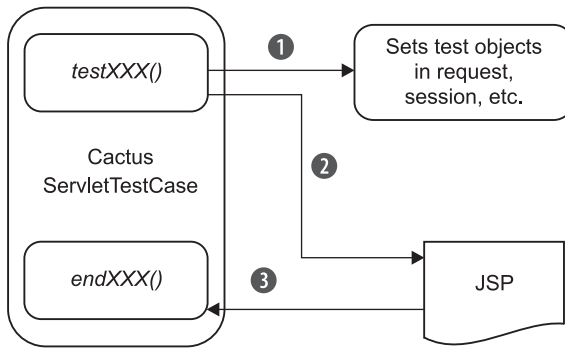 testXXX()
1
Sets test objects
in request,
session, etc.
Cactus
ServletTestCase
2
endXXX()
3
JSP